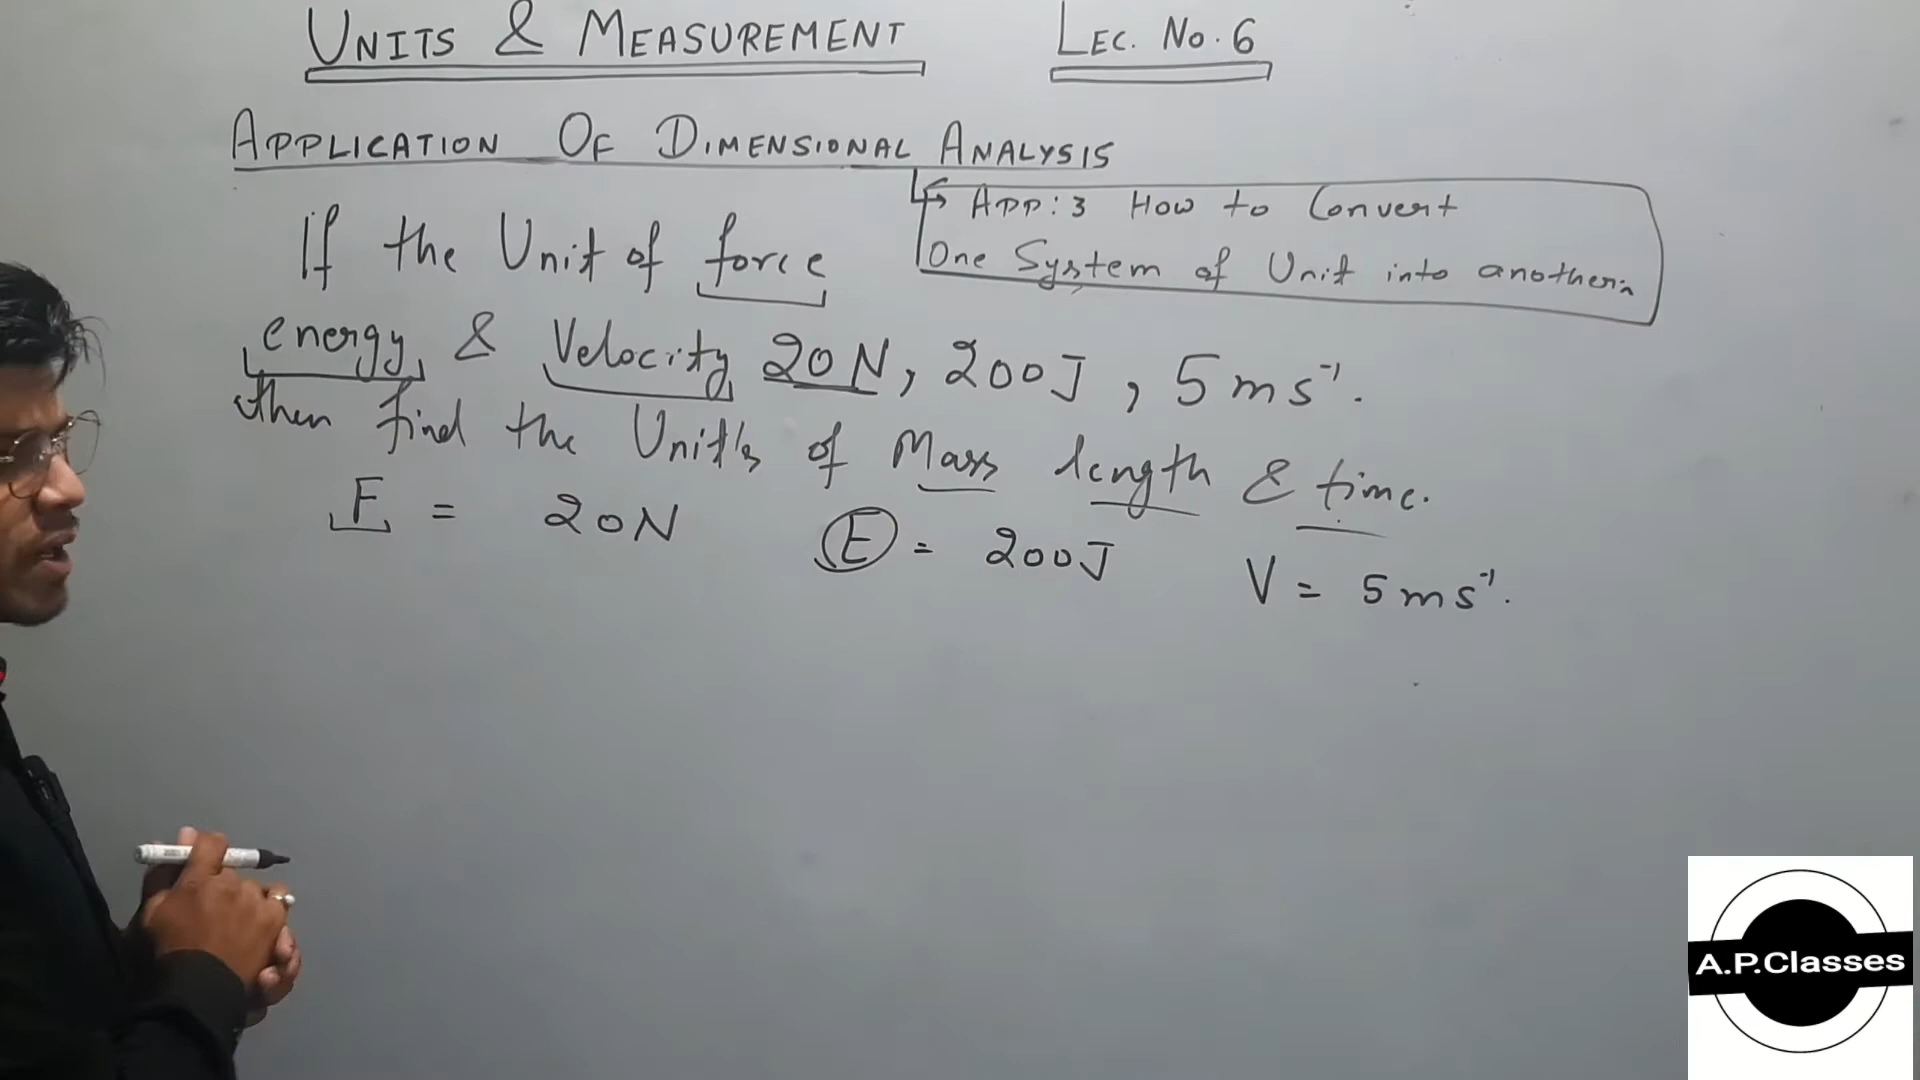 UNITS & MEASUREMENT LEC. No. 6
APPLICATION OF DIMENSIONAL ANALYSIS
APP: 3 How to Convert
One System of Unit into another:
If the Unit of force
energy & Velocity 20N, 200J, 5ms⁻¹.
then find the Unit's of Mass length & time.
F = 20N E = 200J V = 5ms⁻¹.
A.P.Classes